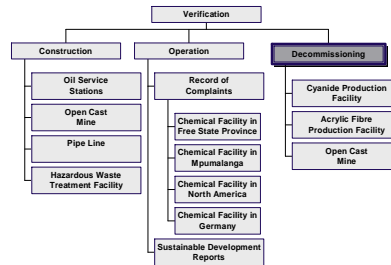 Verification
Construction
Operation
Decommissioning
Oil Service
Stations
Open Cast
Mine
Pipe Line
Hazardous Waste
Treatment Facility
Record of
Complaints
Chemical Facility in
Free State Province
Chemical Facility in
Mpumalanga
Chemical Facility in
North America
Chemical Facility in
Germany
Sustainable Development
Reports
Cyanide Production
Facility
Acrylic Fibre
Production Facility
Open Cast
Mine